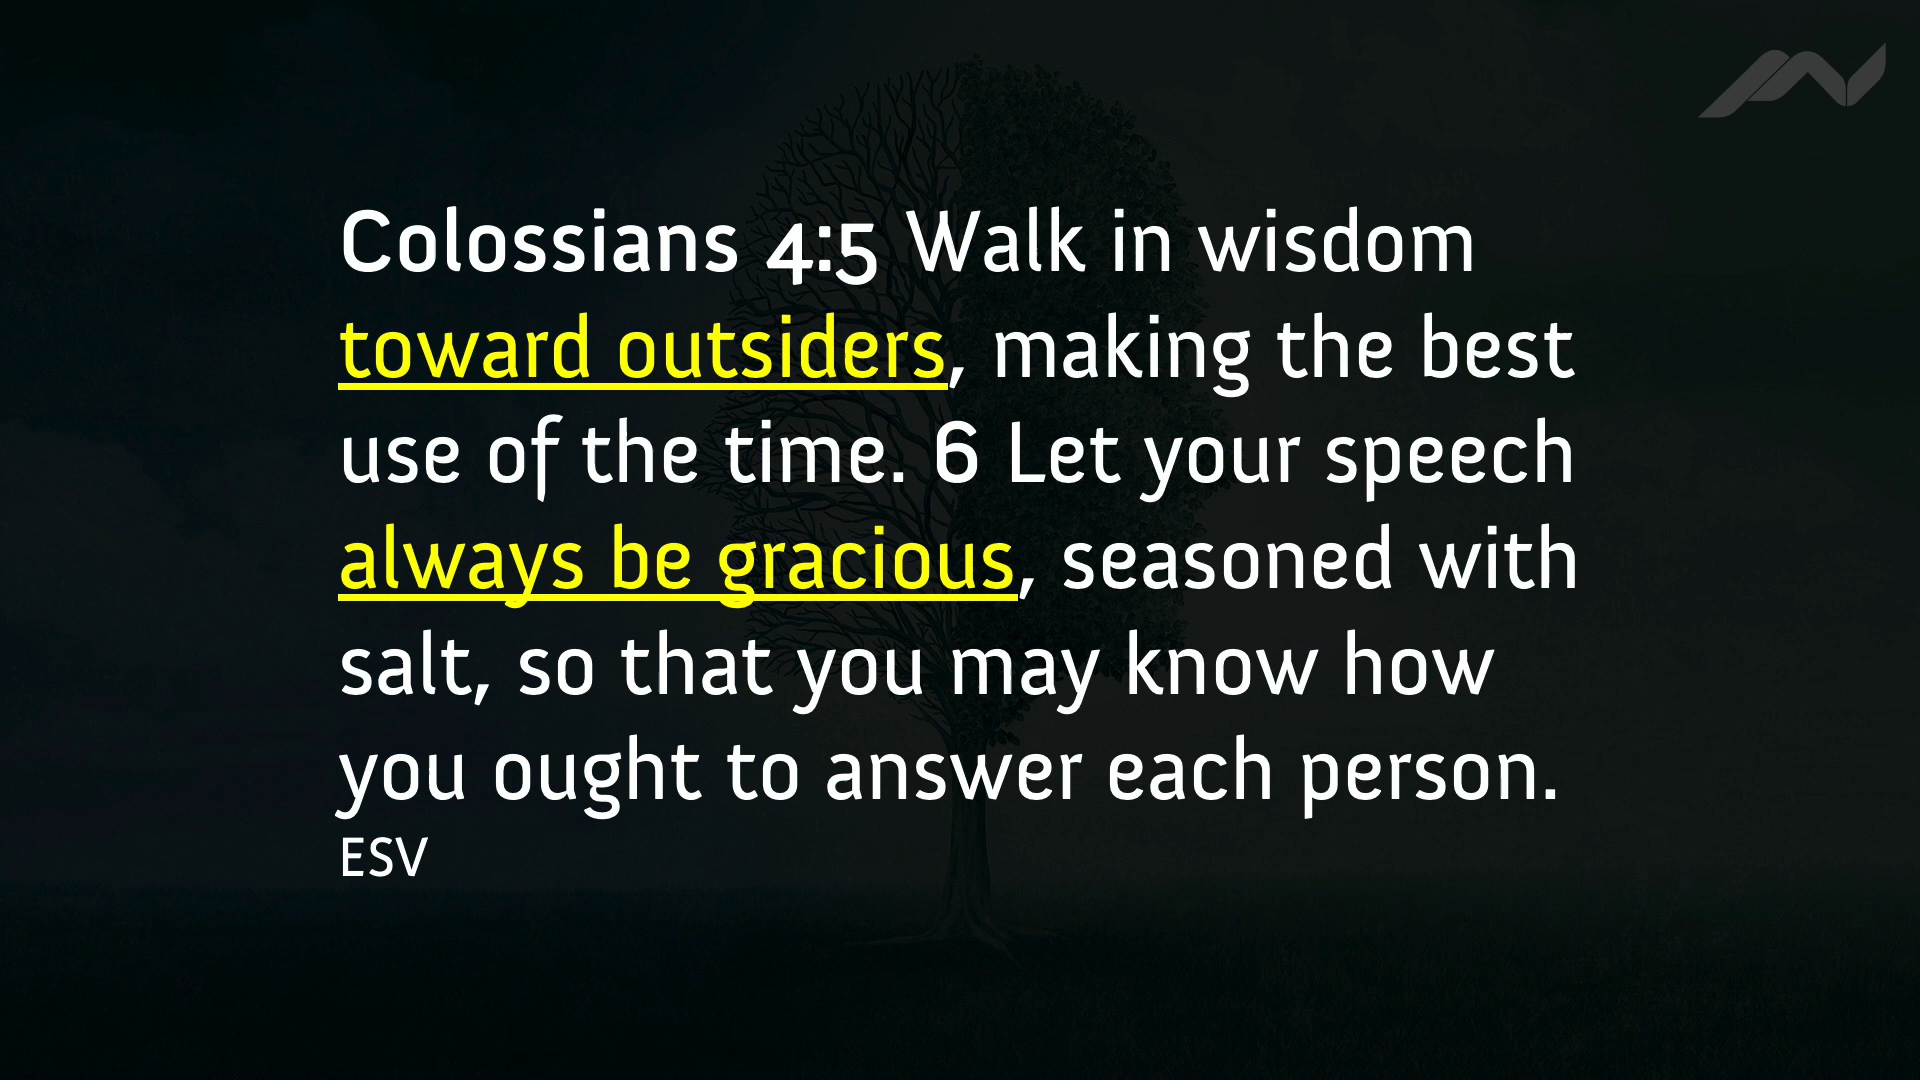 Colossians 4:5 Walk in wisdom
toward outsiders, making the best
use of the time. 6 Let your speech
always be gracious, seasoned with
salt, so that you may know how
you ought to answer each person.
ESV